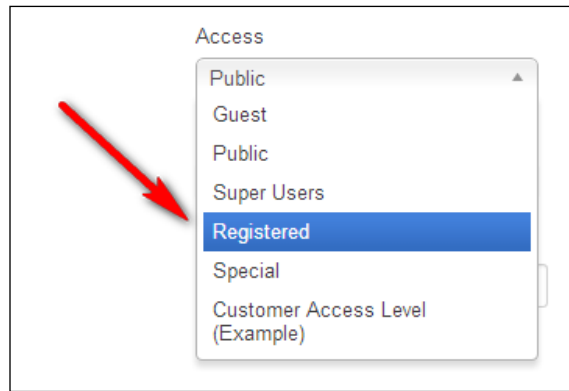 Access
Public
Guest
Public
Super Users
Registered
Special
Customer Access Level
(Example)